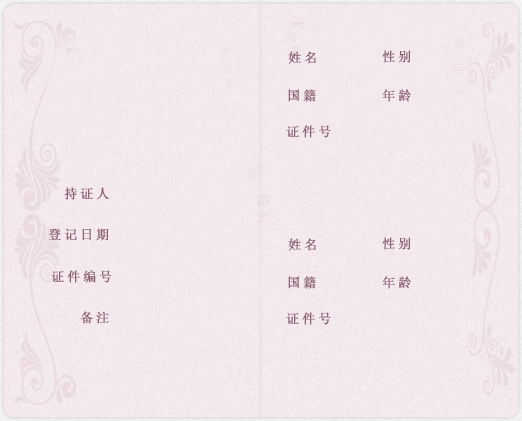 持证人
登记日期
证件编号
备注
姓名 性别
国籍 年龄
证件号
姓名 性别
国籍 年龄
证件号